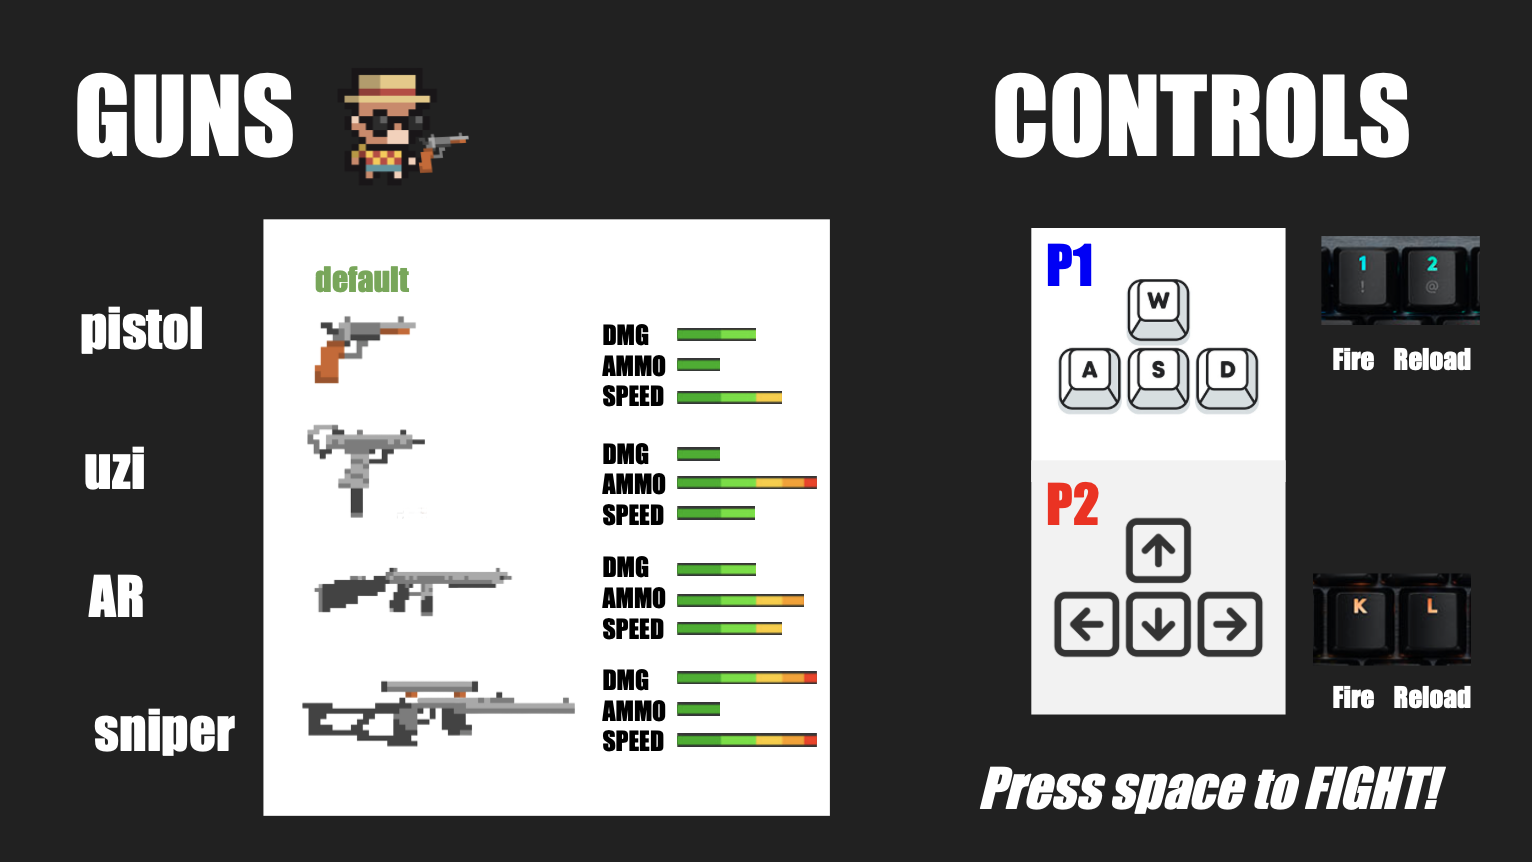 GUNS
CONTROLS
default
pistol
DMG
AMMO
SPEED
uzi
DMG
AMMO
SPEED
AR
DMG
AMMO
SPEED
sniper
DMG
AMMO
SPEED
P1
W
A S D
1 2
! @
Fire Reload
P2
↑
← ↓ →
K L
Fire Reload
Press space to FIGHT!